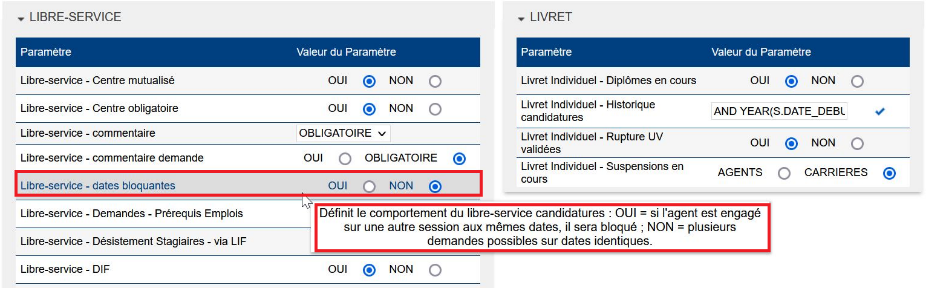 LIBRE-SERVICE
Paramètre Valeur du Paramètre
Libre-service - Centre mutualisé OUI NON
Libre-service - Centre obligatoire OUI NON
Libre-service - commentaire OBLIGATOIRE
Libre-service - commentaire demande OUI OBLIGATOIRE
Libre-service - dates bloquantes OUI NON
Libre-service - Demandes - Prérequis Emplois
Libre-service - Désistement Stagiaires - via LIF
Libre-service - DIF OUI NON
Définit le comportement du libre-service candidatures : OUI = si l'agent est engagé
sur une autre session aux mêmes dates, il sera bloqué ; NON = plusieurs
demandes possibles sur dates identiques.
LIVRET
Paramètre Valeur du Paramètre
Livret Individuel - Diplômes en cours OUI NON
Livret Individuel - Historique
candidatures AND YEAR(S.DATE_DEBU
Livret Individuel - Rupture UV
validées OUI NON
Livret Individuel - Suspensions en
cours AGENTS CARRIERES